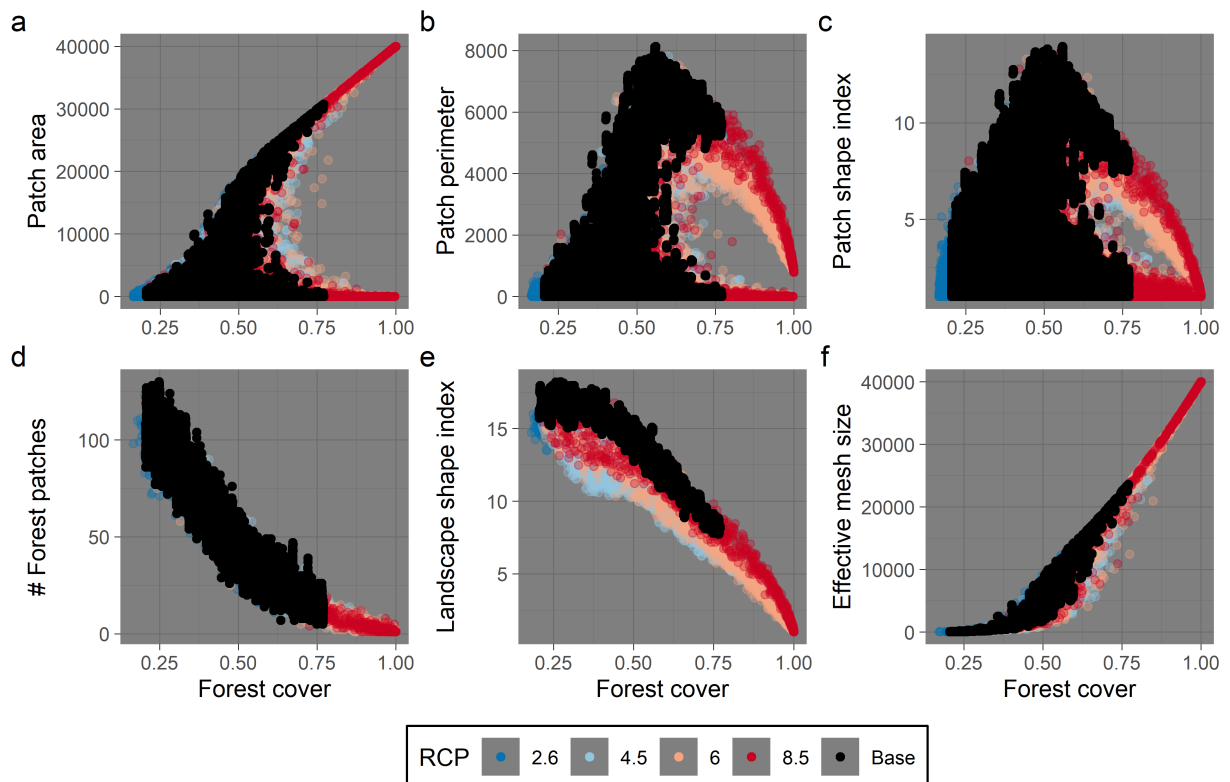 a
b
c
Patch area
40000
30000
20000
10000
0
0.25 0.50 0.75 1.00
Patch perimeter
8000
6000
4000
2000
0
0.25 0.50 0.75 1.00
Patch shape index
10
5
0.25 0.50 0.75 1.00
d
e
f
# Forest patches
100
50
0
0.25 0.50 0.75 1.00
Forest cover
Landscape shape index
15
10
5
0.25 0.50 0.75 1.00
Forest cover
Effective mesh size
40000
30000
20000
10000
0
0.25 0.50 0.75 1.00
Forest cover
RCP 2.6 4.5 6 8.5 Base